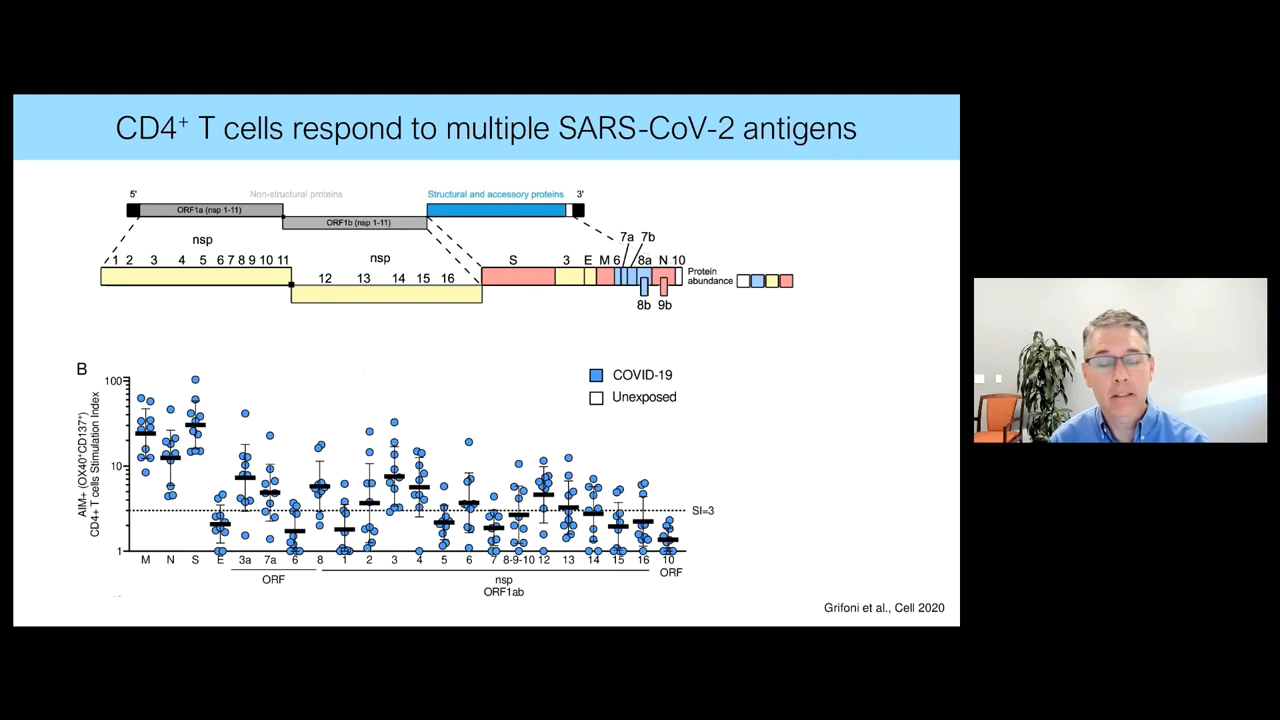 CD4⁺ T cells respond to multiple SARS-CoV-2 antigens
5' Non-structural proteins Structural and accessory proteins 3'
ORF1a (nsp 1-11)
ORF1b (nsp 1-11)
nsp
7a 7b
1 2 3 4 5 6 7 8 9 10 11
nsp
S 3 E M 6 8a N 10
12 13 14 15 16
Protein
abundance
8b 9b
B
COVID-19
Unexposed
AIM+ (OX40⁺CD137⁺)
CD4+ T cells Stimulation Index
100
10
1
SI=3
M N S E 3a 7a 6 8 1 2 3 4 5 6 7 8-9-10 12 13 14 15 16 10
ORF
nsp
ORF1ab
ORF
Grifoni et al., Cell 2020